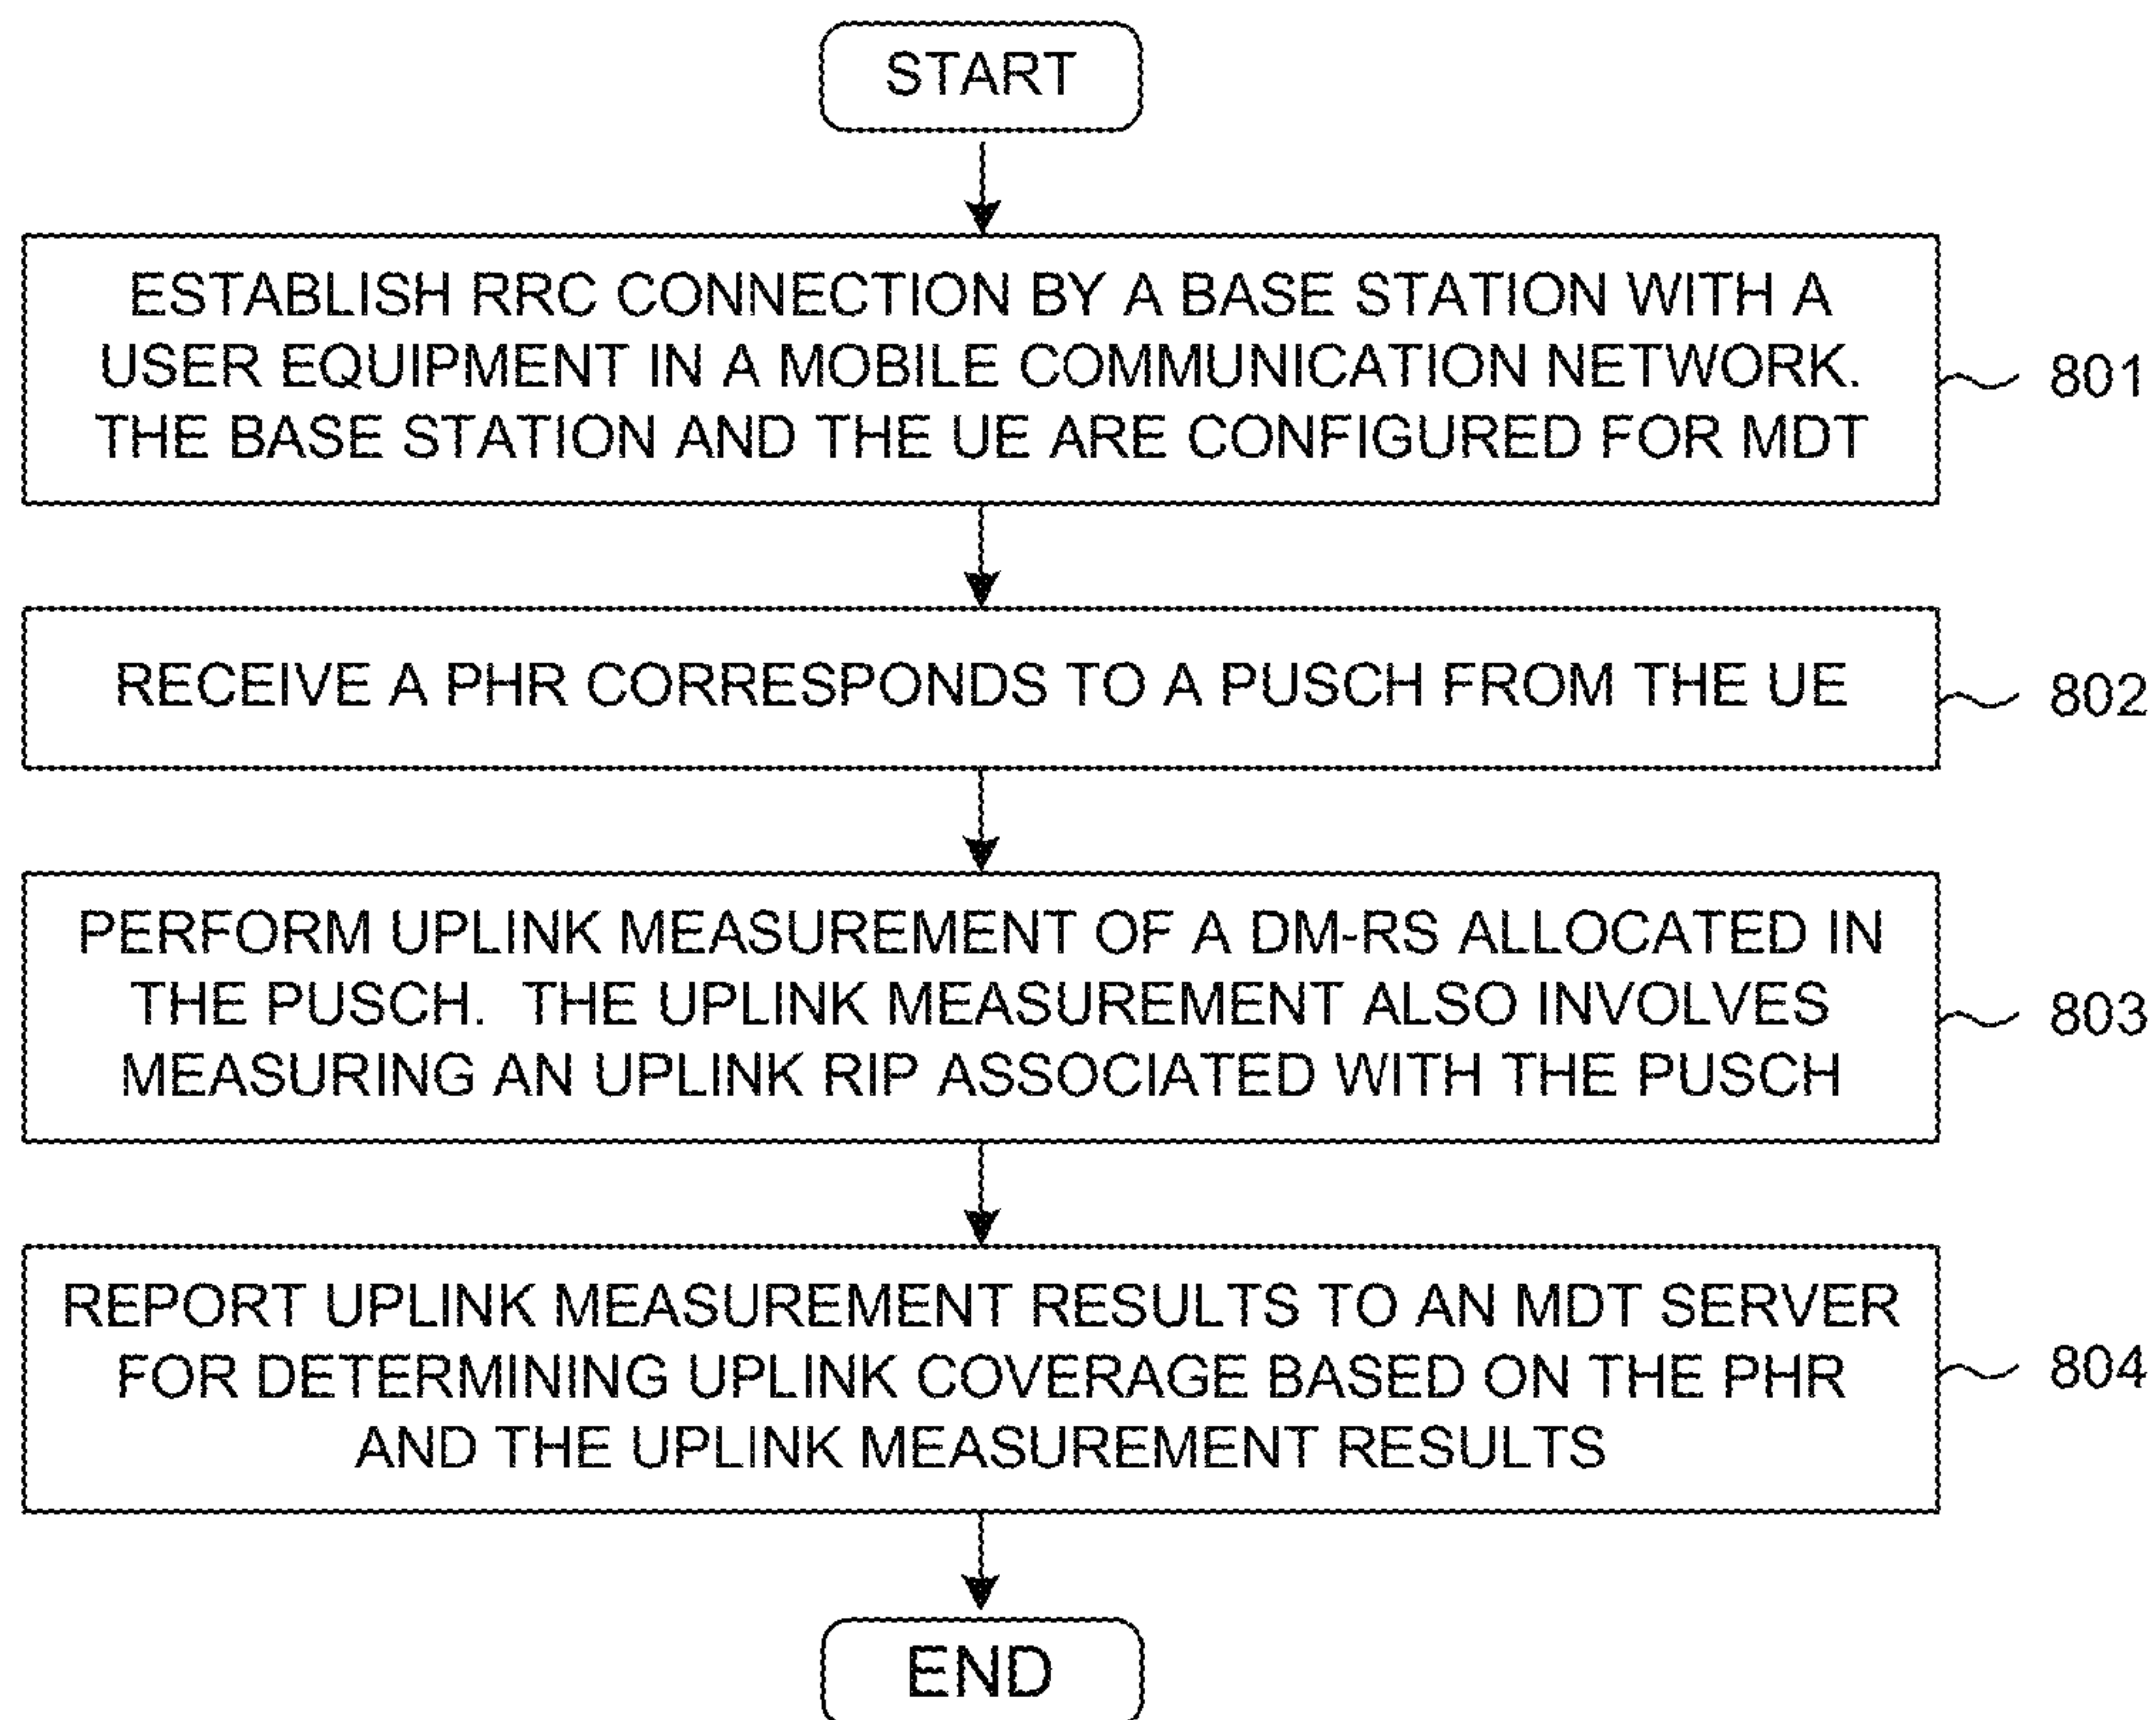 START
ESTABLISH RRC CONNECTION BY A BASE STATION WITH A
USER EQUIPMENT IN A MOBILE COMMUNICATION NETWORK.
THE BASE STATION AND THE UE ARE CONFIGURED FOR MDT
801
RECEIVE A PHR CORRESPONDS TO A PUSCH FROM THE UE
802
PERFORM UPLINK MEASUREMENT OF A DM-RS ALLOCATED IN
THE PUSCH. THE UPLINK MEASUREMENT ALSO INVOLVES
MEASURING AN UPLINK RIP ASSOCIATED WITH THE PUSCH
803
REPORT UPLINK MEASUREMENT RESULTS TO AN MDT SERVER
FOR DETERMINING UPLINK COVERAGE BASED ON THE PHR
AND THE UPLINK MEASUREMENT RESULTS
804
END